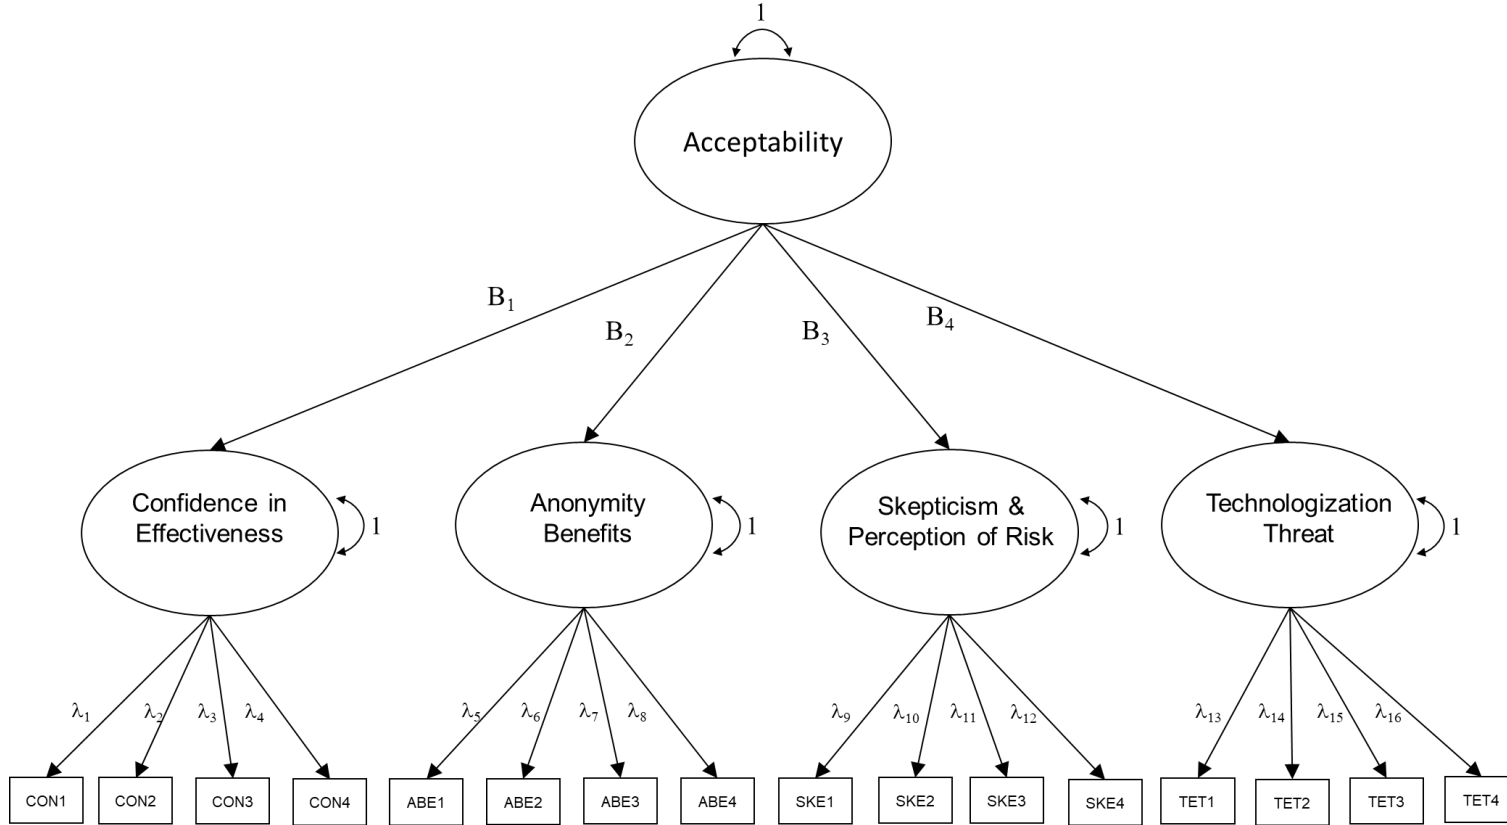 1
Acceptability
B₁
B₂
B₃
B₄
Confidence in
Effectiveness
1
Anonymity
Benefits
1
Skepticism &
Perception of Risk
1
Technologization
Threat
1
λ₁
λ₂
λ₃
λ₄
λ₅
λ₆
λ₇
λ₈
λ₉
λ₁₀
λ₁₁
λ₁₂
λ₁₃
λ₁₄
λ₁₅
λ₁₆
CON1
CON2
CON3
CON4
ABE1
ABE2
ABE3
ABE4
SKE1
SKE2
SKE3
SKE4
TET1
TET2
TET3
TET4